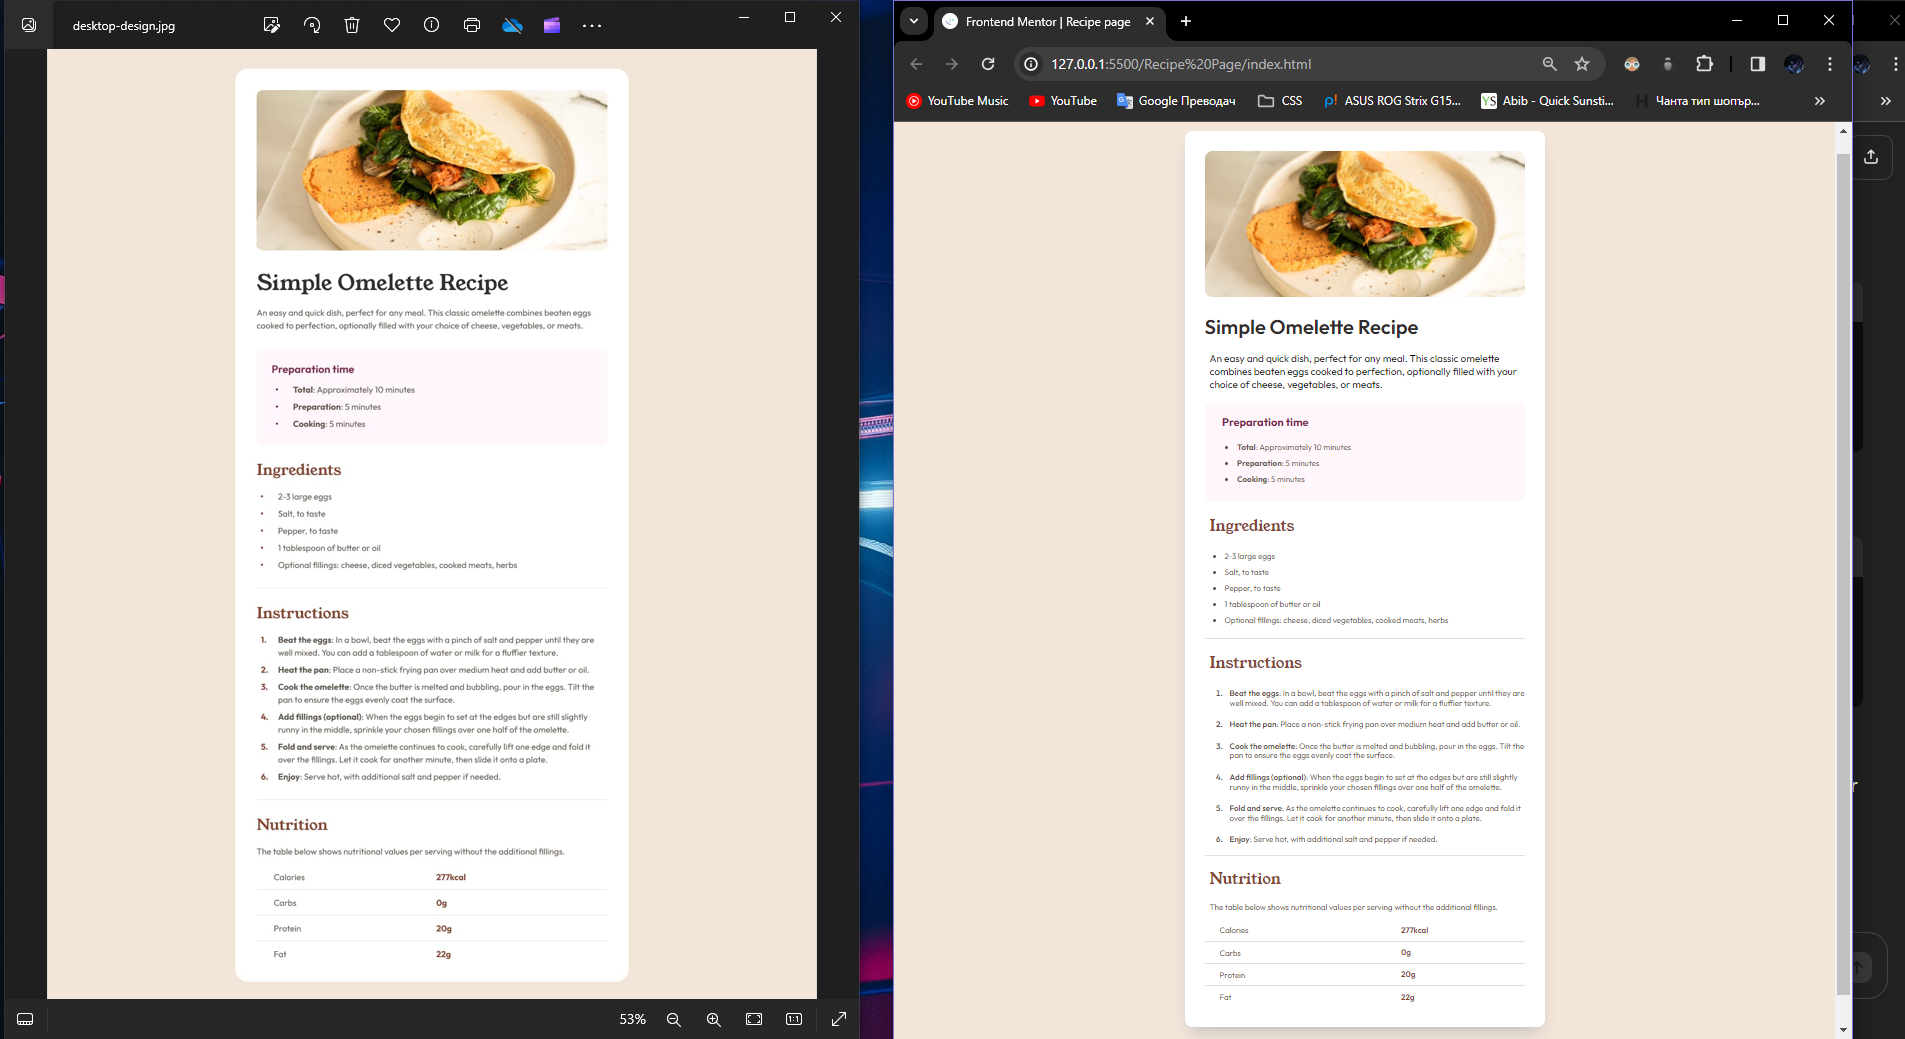 desktop-design.jpg
Simple Omelette Recipe
An easy and quick dish, perfect for any meal. This classic omelette combines beaten eggs
cooked to perfection, optionally filled with your choice of cheese, vegetables, or meats.
Preparation time
• Total: Approximately 10 minutes
• Preparation: 5 minutes
• Cooking: 5 minutes
Ingredients
• 2-3 large eggs
• Salt, to taste
• Pepper, to taste
• 1 tablespoon of butter or oil
• Optional fillings: cheese, diced vegetables, cooked meats, herbs
Instructions
1. Beat the eggs: In a bowl, beat the eggs with a pinch of salt and pepper until they are
well mixed. You can add a tablespoon of water or milk for a fluffier texture.
2. Heat the pan: Place a non-stick frying pan over medium heat and add butter or oil.
3. Cook the omelette: Once the butter is melted and bubbling, pour in the eggs. Tilt the
pan to ensure the eggs evenly coat the surface.
4. Add fillings (optional): When the eggs begin to set at the edges but are still slightly
runny in the middle, sprinkle your chosen fillings over one half of the omelette.
5. Fold and serve: As the omelette continues to cook, carefully lift one edge and fold it
over the fillings. Let it cook for another minute, then slide it onto a plate.
6. Enjoy: Serve hot, with additional salt and pepper if needed.
Nutrition
The table below shows nutritional values per serving without the additional fillings.
Calories 277kcal
Carbs 0g
Protein 20g
Fat 22g
53%
1:1
Frontend Mentor | Recipe page
127.0.0.1:5500/Recipe%20Page/index.html
YouTube Music
YouTube
Google Преводач
CSS
p! ASUS ROG Strix G15...
YS Abib - Quick Sunsti...
H Чанта тип шопър...
Simple Omelette Recipe
An easy and quick dish, perfect for any meal. This classic omelette
combines beaten eggs cooked to perfection, optionally filled with your
choice of cheese, vegetables, or meats.
Preparation time
• Total: Approximately 10 minutes
• Preparation: 5 minutes
• Cooking: 5 minutes
Ingredients
• 2-3 large eggs
• Salt, to taste
• Pepper, to taste
• 1 tablespoon of butter or oil
• Optional fillings: cheese, diced vegetables, cooked meats, herbs
Instructions
1. Beat the eggs: In a bowl, beat the eggs with a pinch of salt and pepper until they are
well mixed. You can add a tablespoon of water or milk for a fluffier texture.
2. Heat the pan: Place a non-stick frying pan over medium heat and add butter or oil.
3. Cook the omelette: Once the butter is melted and bubbling, pour in the eggs. Tilt the
pan to ensure the eggs evenly coat the surface.
4. Add fillings (optional): When the eggs begin to set at the edges but are still slightly
runny in the middle, sprinkle your chosen fillings over one half of the omelette.
5. Fold and serve: As the omelette continues to cook, carefully lift one edge and fold it
over the fillings. Let it cook for another minute, then slide it onto a plate.
6. Enjoy: Serve hot, with additional salt and pepper if needed.
Nutrition
The table below shows nutritional values per serving without the additional fillings.
Calories 277kcal
Carbs 0g
Protein 20g
Fat 22g